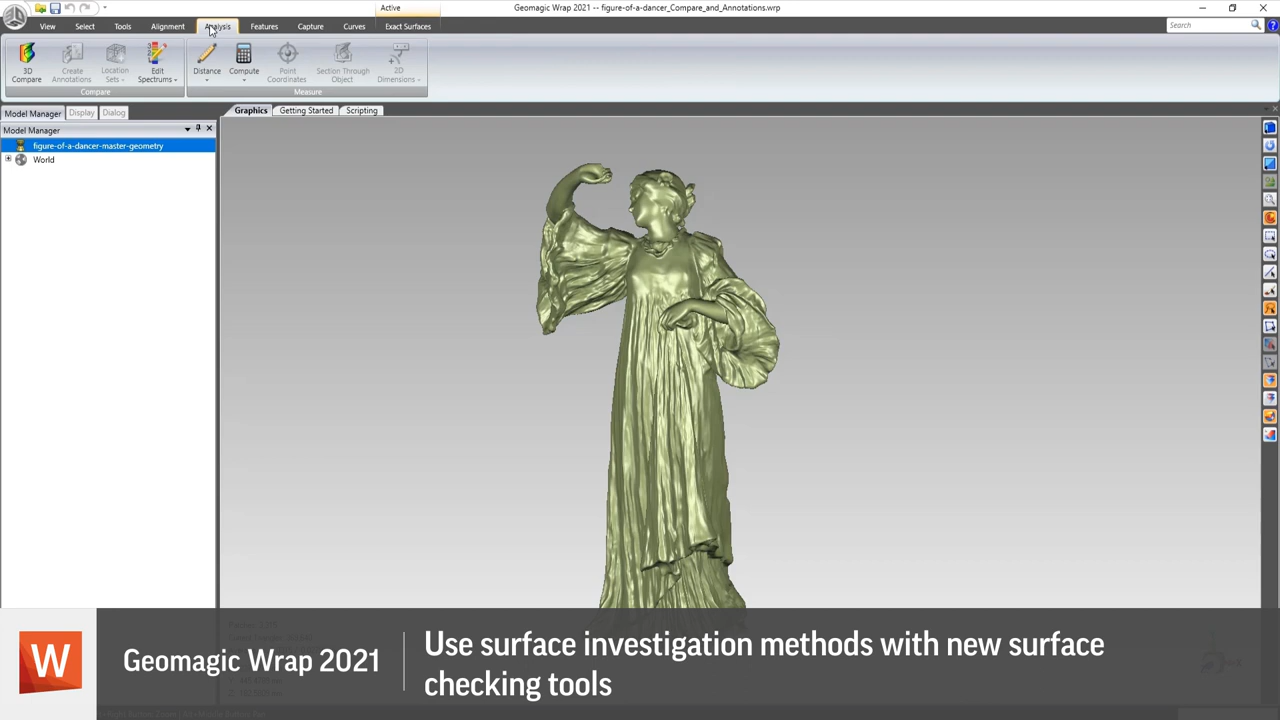 Active
Geomagic Wrap 2021 -- figure-of-a-dancer_Compare_and_Annotations.wrp
View Select Tools Alignment Analysis Features Capture Curves Exact Surfaces
Search
3D Compare
Create Annotations
Location Sets
Edit Spectrums
Distance
Compute
Point Coordinates
Section Through Object
2D Dimensions
Compare
Measure
Model Manager Display Dialog
Graphics Getting Started Scripting
Model Manager
figure-of-a-dancer-master-geometry
World
W
Geomagic Wrap 2021
Use surface investigation methods with new surface
checking tools